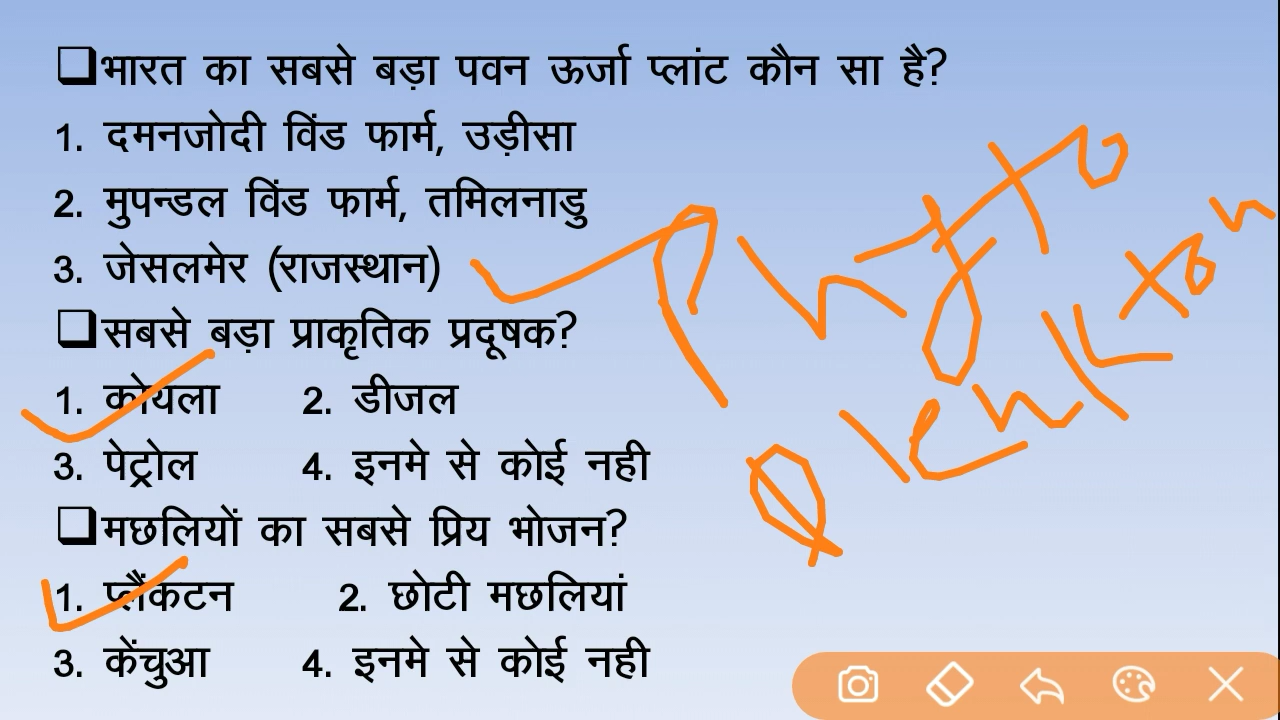 ❑भारत का सबसे बड़ा पवन ऊर्जा प्लांट कौन सा है?
1. दमनजोदी विंड फार्म, उड़ीसा
2. मुपन्डल विंड फार्म, तमिलनाडु
3. जेसलमेर (राजस्थान)
❑सबसे बड़ा प्राकृतिक प्रदूषक?
1. कोयला 2. डीजल
3. पेट्रोल 4. इनमे से कोई नही
❑मछलियों का सबसे प्रिय भोजन?
1. प्लैंकटन 2. छोटी मछलियां
3. केंचुआ 4. इनमे से कोई नही
Phyto
Plenkton